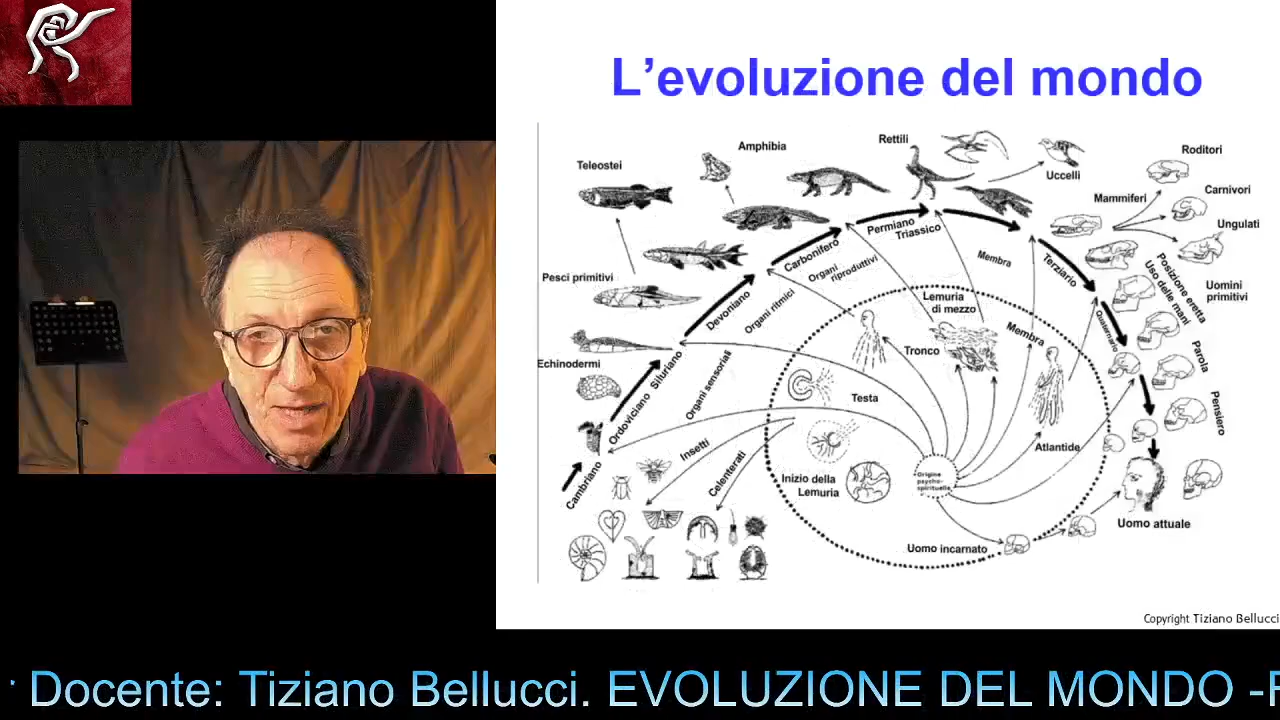 L’evoluzione del mondo
Teleostei
Amphibia
Rettili
Uccelli
Roditori
Mammiferi
Carnivori
Ungulati
Pesci primitivi
Carbonifero
Permiano
Triassico
Membra
Terziario
Posizione eretta
Uso delle mani
Uomini
primitivi
Devoniano
Organi ritmici
Organi
riproduttivi
Lemuria
di mezzo
Quaternario
Echinodermi
Siluriano
Ordoviciano
Organi sensoriali
Tronco
Membra
Parola
Testa
Pensiero
Cambriano
Insetti
Celenterati
Inizio della
Lemuria
Origine
psycho-
spirituelle
Atlantide
Uomo incarnato
Uomo attuale
Copyright Tiziano Bellucci
Docente: Tiziano Bellucci. EVOLUZIONE DEL MONDO -